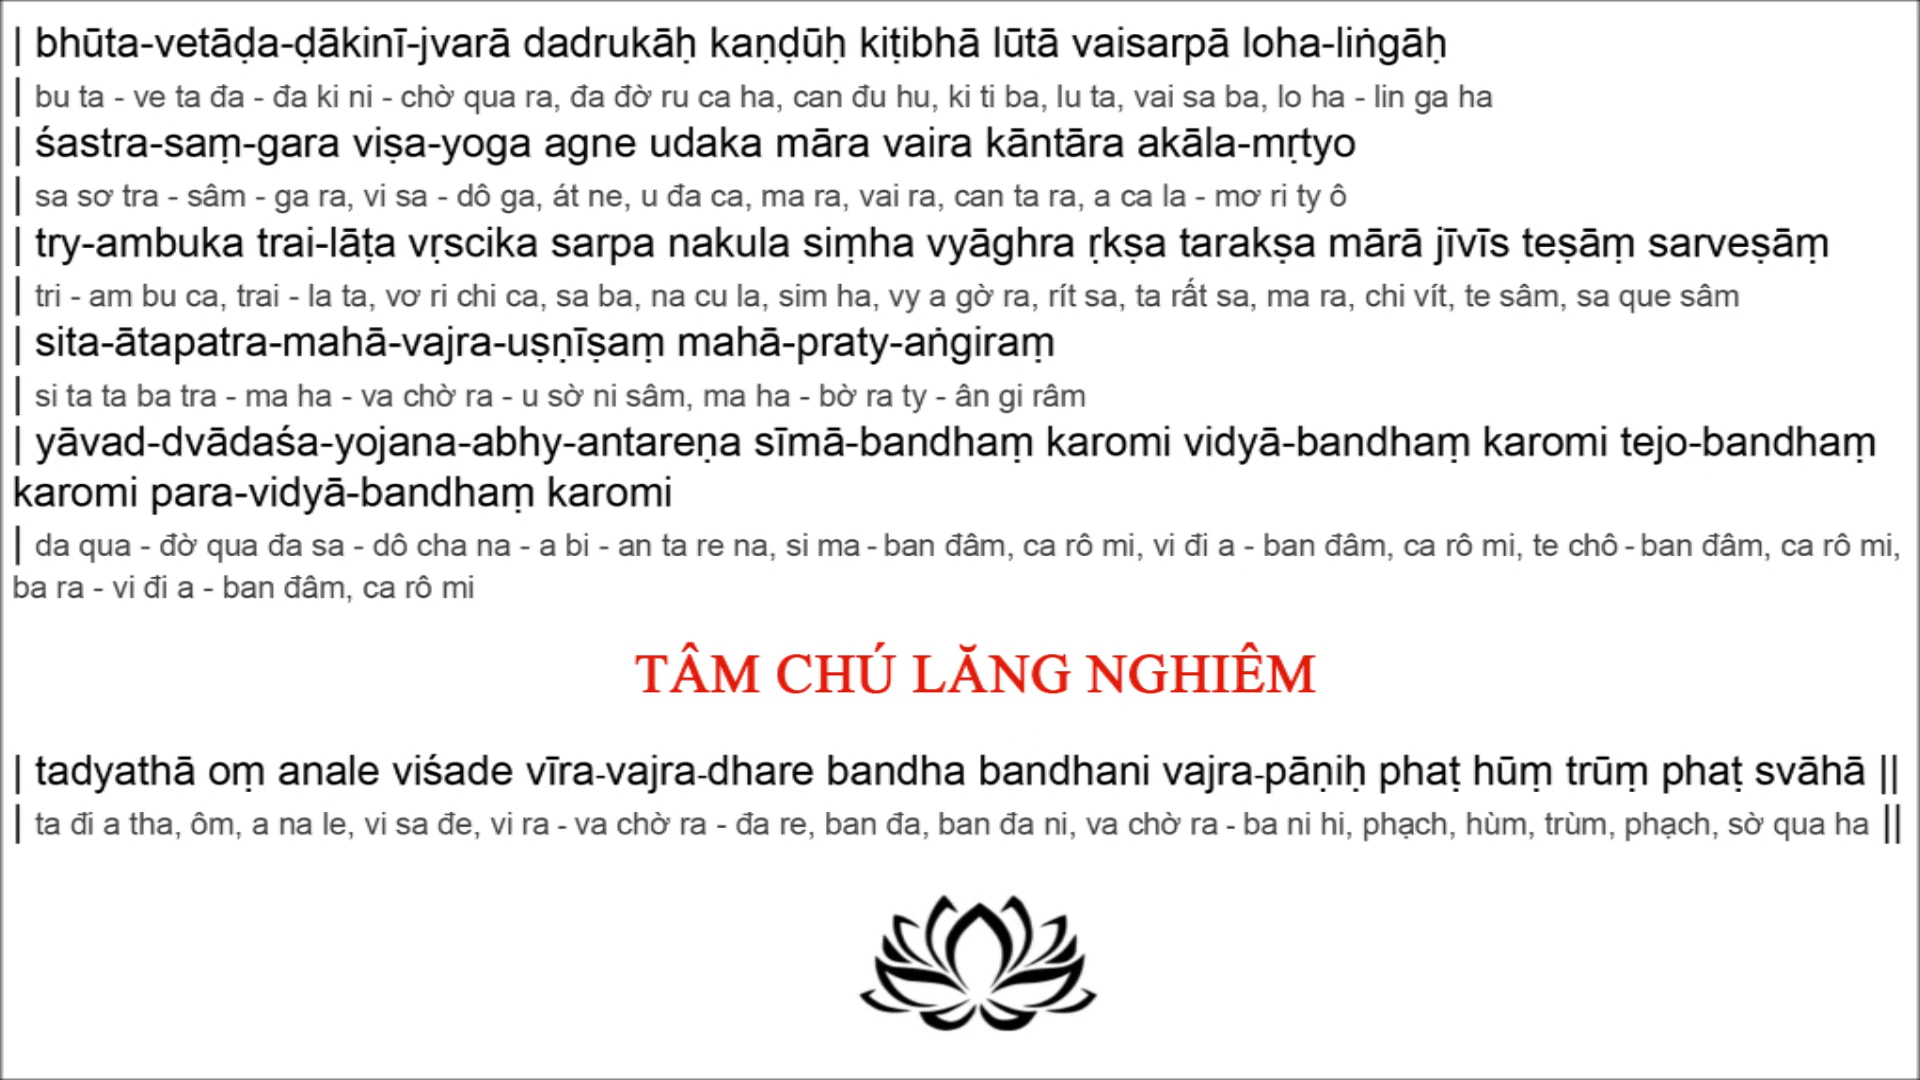 | bhūta-vetāḍa-ḍākinī-jvarā dadrukāḥ kaṇḍūḥ kiṭibhā lūtā vaisarpā loha-liṅgāḥ
| bu ta - ve ta đa - đa ki ni - chờ qua ra, đa đờ ru ca ha, can đu hu, ki ti ba, lu ta, vai sa ba, lo ha - lin ga ha
| śastra-saṃ-gara viṣa-yoga agne udaka māra vaira kāntāra akāla-mṛtyo
| sa sơ tra - sâm - ga ra, vi sa - dô ga, át ne, u đa ca, ma ra, vai ra, can ta ra, a ca la - mơ ri ty ô
| try-ambuka trai-lāṭa vṛscika sarpa nakula siṃha vyāghra ṛkṣa tarakṣa mārā jīvīs teṣāṃ sarveṣāṃ
| tri - am bu ca, trai - la ta, vơ ri chi ca, sa ba, na cu la, sim ha, vy a gờ ra, rít sa, ta rắt sa, ma ra, chi vít, te sâm, sa que sâm
| sita-ātapatra-mahā-vajra-uṣṇīṣaṃ mahā-praty-aṅgiraṃ
| si ta ta ba tra - ma ha - va chờ ra - u sờ ni sâm, ma ha - bờ ra ty - ân gi râm
| yāvad-dvādaśa-yojana-abhy-antareṇa sīmā-bandhaṃ karomi vidyā-bandhaṃ karomi tejo-bandhaṃ
karomi para-vidyā-bandhaṃ karomi
| da qua - đờ qua đa sa - dô cha na - a bi - an ta re na, si ma - ban đâm, ca rô mi, vi đi a - ban đâm, ca rô mi, te chô - ban đâm, ca rô mi,
ba ra - vi đi a - ban đâm, ca rô mi
TÂM CHÚ LĂNG NGHIÊM
| tadyathā oṃ anale viśade vīra-vajra-dhare bandha bandhani vajra-pāṇiḥ phaṭ hūṃ trūṃ phaṭ svāhā ||
| ta đi a tha, ôm, a na le, vi sa đe, vi ra - va chờ ra - đa re, ban đa, ban đa ni, va chờ ra - ba ni hi, phạch, hùm, trùm, phạch, sờ qua ha ||